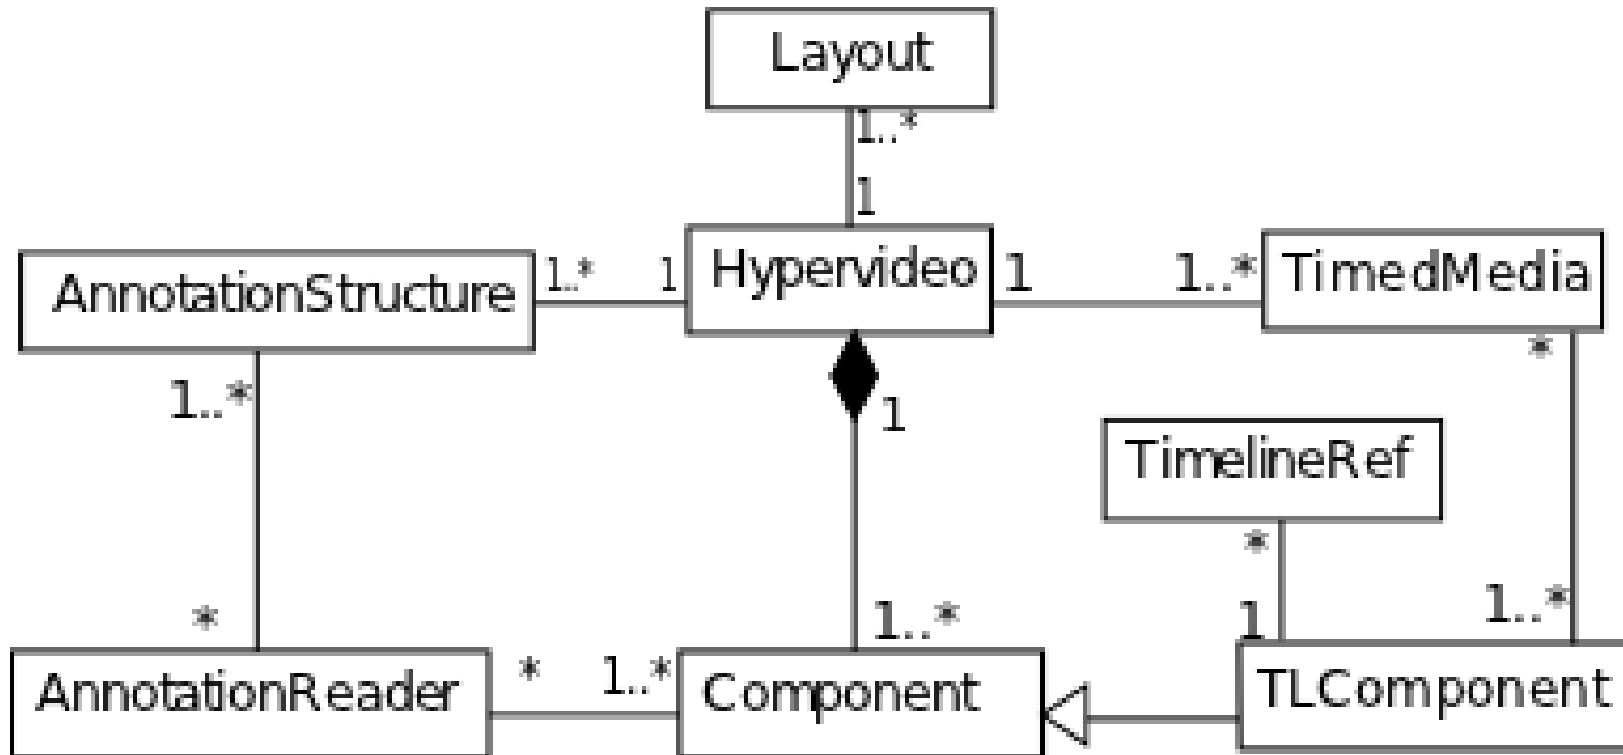 Layout
1..*
1
AnnotationStructure
1..*
1
Hypervideo
1
1..*
TimedMedia
1..*
1
*
TimelineRef
*
*
1..*
1
1..*
AnnotationReader
*
1..*
Component
TLComponent